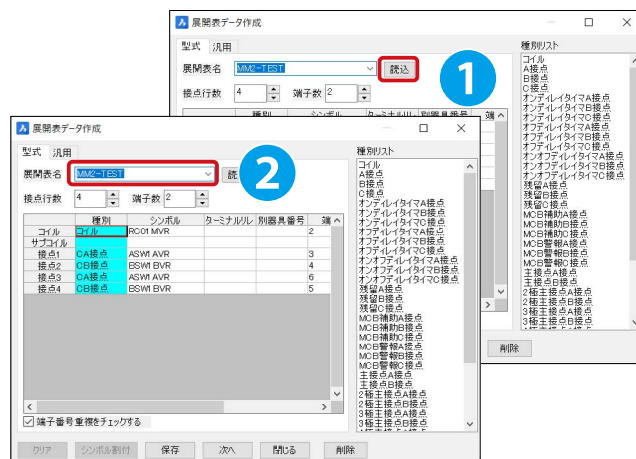 展開表データ作成
型式 汎用
展開表名 MM2-TEST 読込
接点行数 4 端子数 2
種別リスト
コイル
A接点
B接点
C接点
オンディレイタイマA接点
オンディレイタイマB接点
オンディレイタイマC接点
オフディレイタイマA接点
オフディレイタイマB接点
オフディレイタイマC接点
オンオフディレイタイマA接点
オンオフディレイタイマB接点
オンオフディレイタイマC接点
残留A接点
残留B接点
残留C接点
MCB補助A接点
MCB補助B接点
MCB補助C接点
MCB警報A接点
MCB警報B接点
MCB警報C接点
主接点A接点
主接点B接点
2極主接点A接点
2極主接点B接点
3極主接点A接点
3極主接点B接点
削除
1
展開表データ作成
型式 汎用
展開表名 MM2-TEST 読
接点行数 4 端子数 2
種別 シンボル ターミナルリレ 別器具番号 端
コイル コイル RC01 MVR 2
サブコイル
接点1 CA接点 ASW1 AVR 3
接点2 CB接点 BSW1 BVR 4
接点3 CA接点 ASW1 AVR 6
接点4 CB接点 BSW1 BVR 5
端子番号重複をチェックする
クリア シンボル割付 保存 次へ 閉じる 削除
種別リスト
コイル
A接点
B接点
C接点
オンディレイタイマA接点
オンディレイタイマB接点
オンディレイタイマC接点
オフディレイタイマA接点
オフディレイタイマB接点
オフディレイタイマC接点
オンオフディレイタイマA接点
オンオフディレイタイマB接点
オンオフディレイタイマC接点
残留A接点
残留B接点
残留C接点
MCB補助A接点
MCB補助B接点
MCB補助C接点
MCB警報A接点
MCB警報B接点
MCB警報C接点
主接点A接点
主接点B接点
2極主接点A接点
2極主接点B接点
3極主接点A接点
3極主接点B接点
2